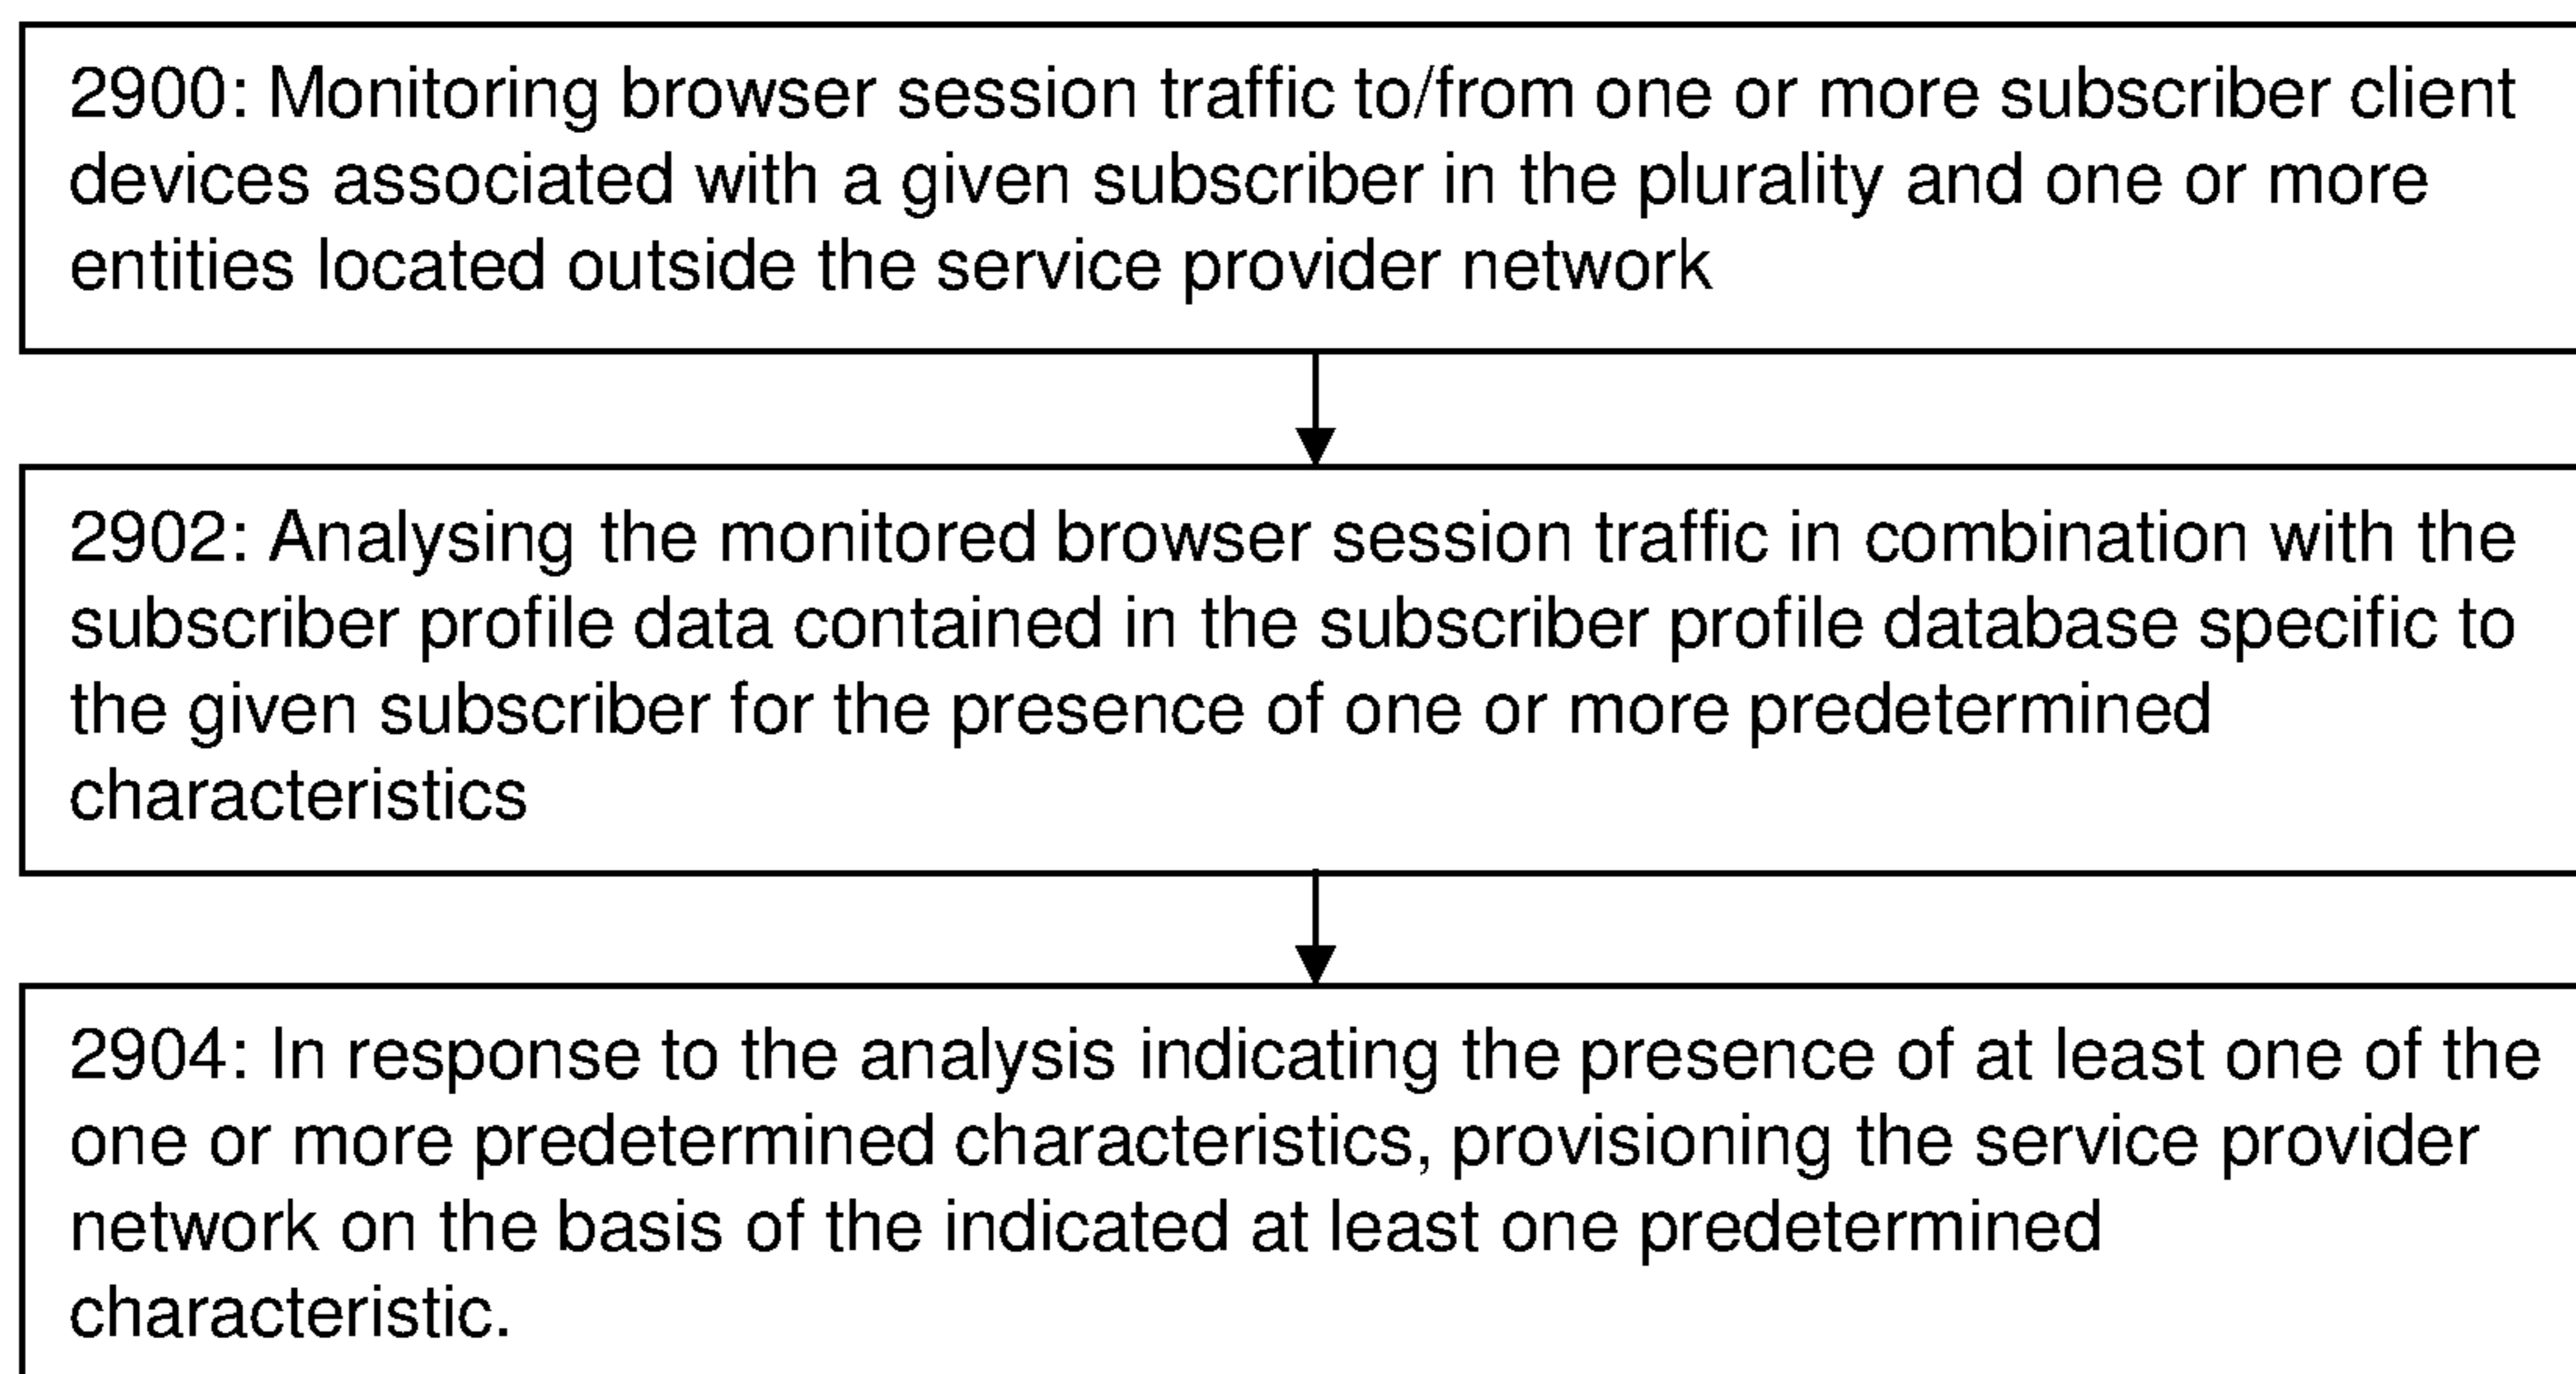 2900: Monitoring browser session traffic to/from one or more subscriber client
devices associated with a given subscriber in the plurality and one or more
entities located outside the service provider network
2902: Analysing the monitored browser session traffic in combination with the
subscriber profile data contained in the subscriber profile database specific to
the given subscriber for the presence of one or more predetermined
characteristics
2904: In response to the analysis indicating the presence of at least one of the
one or more predetermined characteristics, provisioning the service provider
network on the basis of the indicated at least one predetermined
characteristic.